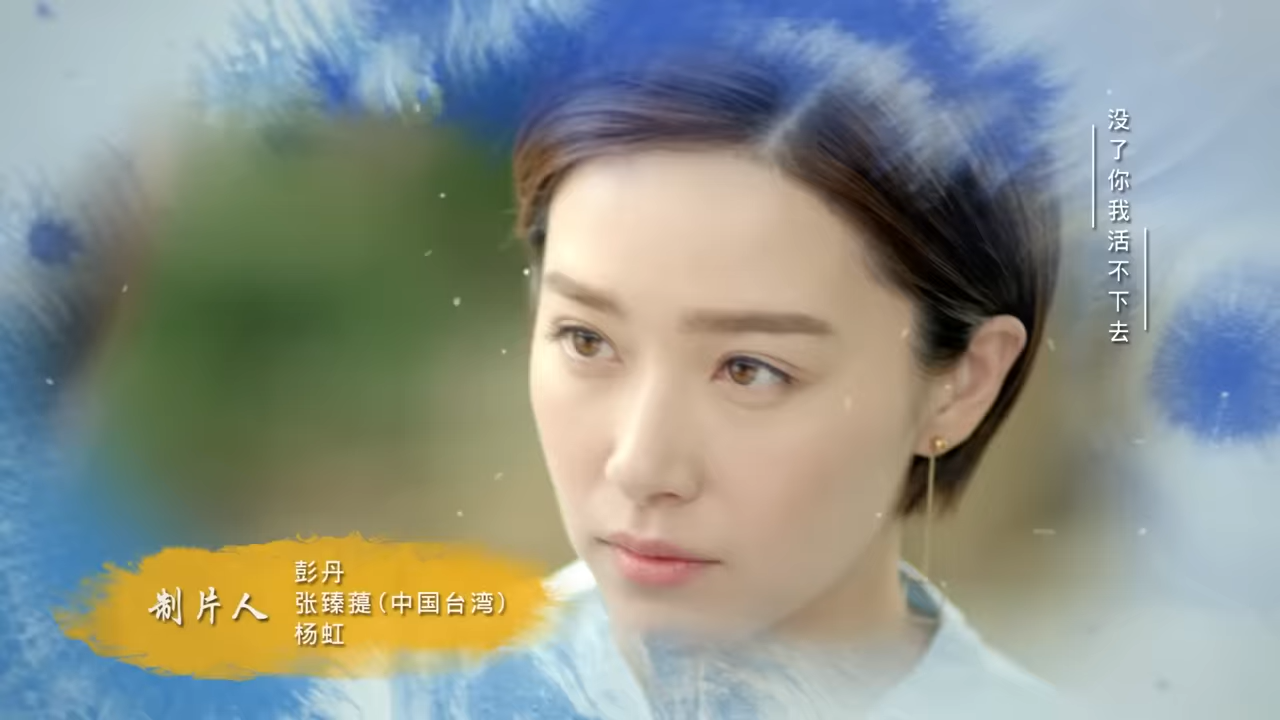 没了你我活不下去
制片人
彭丹
张臻蕸(中国台湾)
杨虹